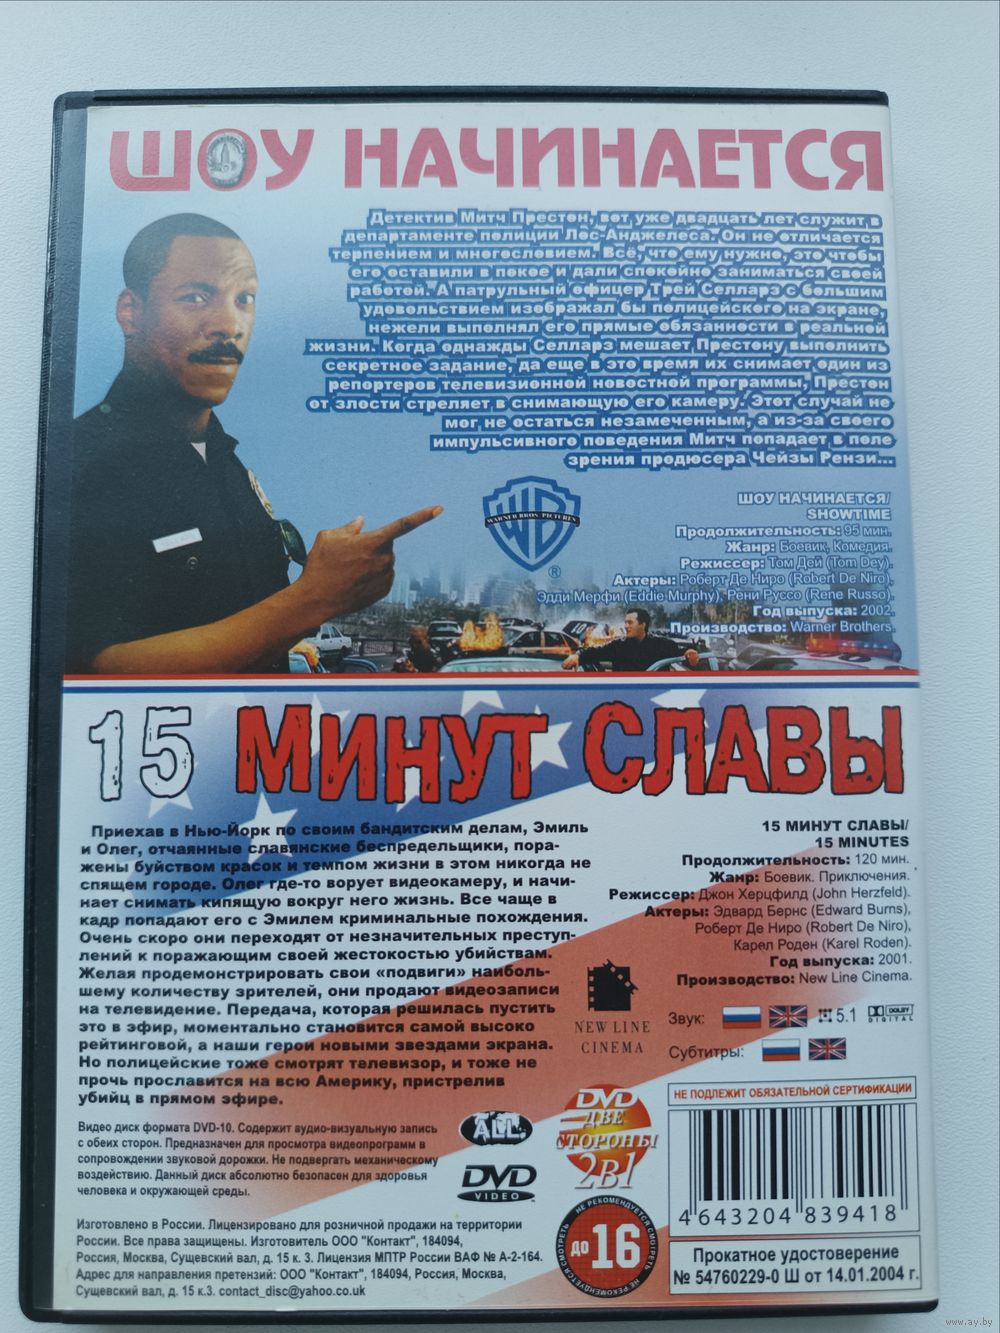 ШОУ НАЧИНАЕТСЯ
Детектив Митч Престон, вот уже двадцать лет служит в
департаменте полиции Лос-Анджелеса. Он не отличается
терпением и многословием. Всё, что ему нужно, это чтобы
его оставили в покое и дали спокойно заниматься своей
работой. А патрульный офицер Трей Селларз с большим
удовольствием изображал бы полицейского на экране,
нежели выполнял его прямые обязанности в реальной
жизни. Когда однажды Селларз мешает Престону выполнить
секретное задание, да еще в это время их снимает один из
репортеров телевизионной новостной программы, Престон
от злости стреляет в снимающую его камеру. Этот случай не
мог не остаться незамеченным, а из-за своего
импульсивного поведения Митч попадает в поле
зрения продюсера Чейзы Рензи...
WARNER BROS. PICTURES
®
ШОУ НАЧИНАЕТСЯ/
SHOWTIME
Продолжительность: 95 мин.
Жанр: Боевик, Комедия.
Режиссер: Том Дей (Tom Dey).
Актеры: Роберт Де Ниро (Robert De Niro),
Эдди Мерфи (Eddie Murphy), Рени Руссо (Rene Russo).
Год выпуска: 2002.
Производство: Warner Brothers.
15 МИНУТ СЛАВЫ
Приехав в Нью-Йорк по своим бандитским делам, Эмиль
и Олег, отчаянные славянские беспредельщики, пора-
жены буйством красок и темпом жизни в этом никогда не
спящем городе. Олег где-то ворует видеокамеру, и начи-
нает снимать кипящую вокруг него жизнь. Все чаще в
кадр попадают его с Эмилем криминальные похождения.
Очень скоро они переходят от незначительных преступ-
лений к поражающим своей жестокостью убийствам.
Желая продемонстрировать свои «подвиги» наиболь-
шему количеству зрителей, они продают видеозаписи
на телевидение. Передача, которая решилась пустить
это в эфир, моментально становится самой высоко
рейтинговой, а наши герои новыми звездами экрана.
Но полицейские тоже смотрят телевизор, и тоже не
прочь прославится на всю Америку, пристрелив
убийц в прямом эфире.
15 МИНУТ СЛАВЫ/
15 MINUTES
Продолжительность: 120 мин.
Жанр: Боевик. Приключения.
Режиссер: Джон Херцфилд (John Herzfeld).
Актеры: Эдвард Бернс (Edward Burns),
Роберт Де Ниро (Robert De Niro),
Карел Роден (Karel Roden).
Год выпуска: 2001.
Производство: New Line Cinema.
NEW LINE
CINEMA
Звук: 5.1 DOLBY DIGITAL
Субтитры:
Видео диск формата DVD-10. Содержит аудио-визуальную запись
с обеих сторон. Предназначен для просмотра видеопрограмм в
сопровождении звуковой дорожки. Не подвергать механическому
воздействию. Данный диск абсолютно безопасен для здоровья
человека и окружающей среды.
ALL
DVD
VIDEO
DVD
ДВЕ
СТОРОНЫ
2В1
НЕ ПОДЛЕЖИТ ОБЯЗАТЕЛЬНОЙ СЕРТИФИКАЦИИ
4 643204 839418
Изготовлено в России. Лицензировано для розничной продажи на территории
России. Все права защищены. Изготовитель ООО "Контакт", 184094,
Россия, Москва, Сущевский вал, д. 15 к. 3. Лицензия МПТР России ВАФ № А-2-164.
Адрес для направления претензий: ООО "Контакт", 184094, Россия, Москва,
Сущевский вал, д. 15 к.3. contact_disc@yahoo.co.uk
НЕ РЕКОМЕНДУЕТСЯ СМОТРЕТЬ
до 16
НЕ РЕКОМЕНДУЕТСЯ СМОТРЕТЬ
Прокатное удостоверение
№ 54760229-0 Ш от 14.01.2004 г.
www.ay.by